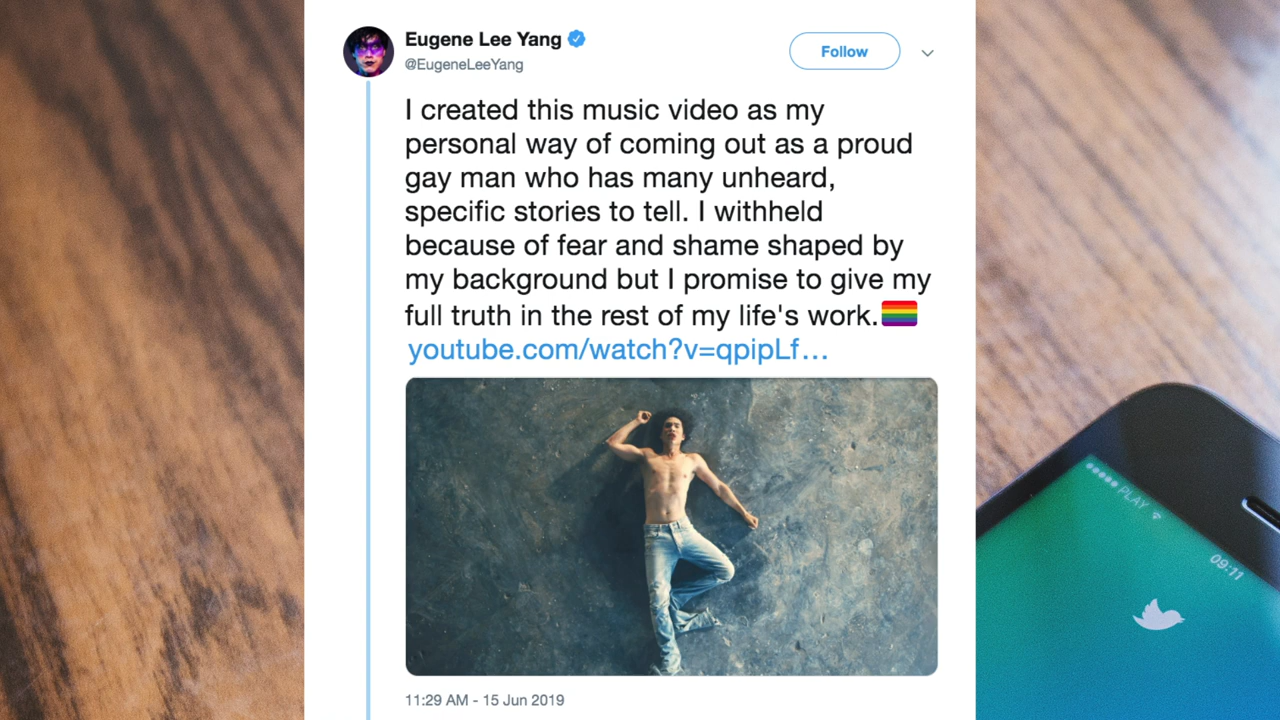 Eugene Lee Yang
@EugeneLeeYang
Follow
I created this music video as my
personal way of coming out as a proud
gay man who has many unheard,
specific stories to tell. I withheld
because of fear and shame shaped by
my background but I promise to give my
full truth in the rest of my life's work.
youtube.com/watch?v=qpipLf…
11:29 AM - 15 Jun 2019
PLAY
09:11